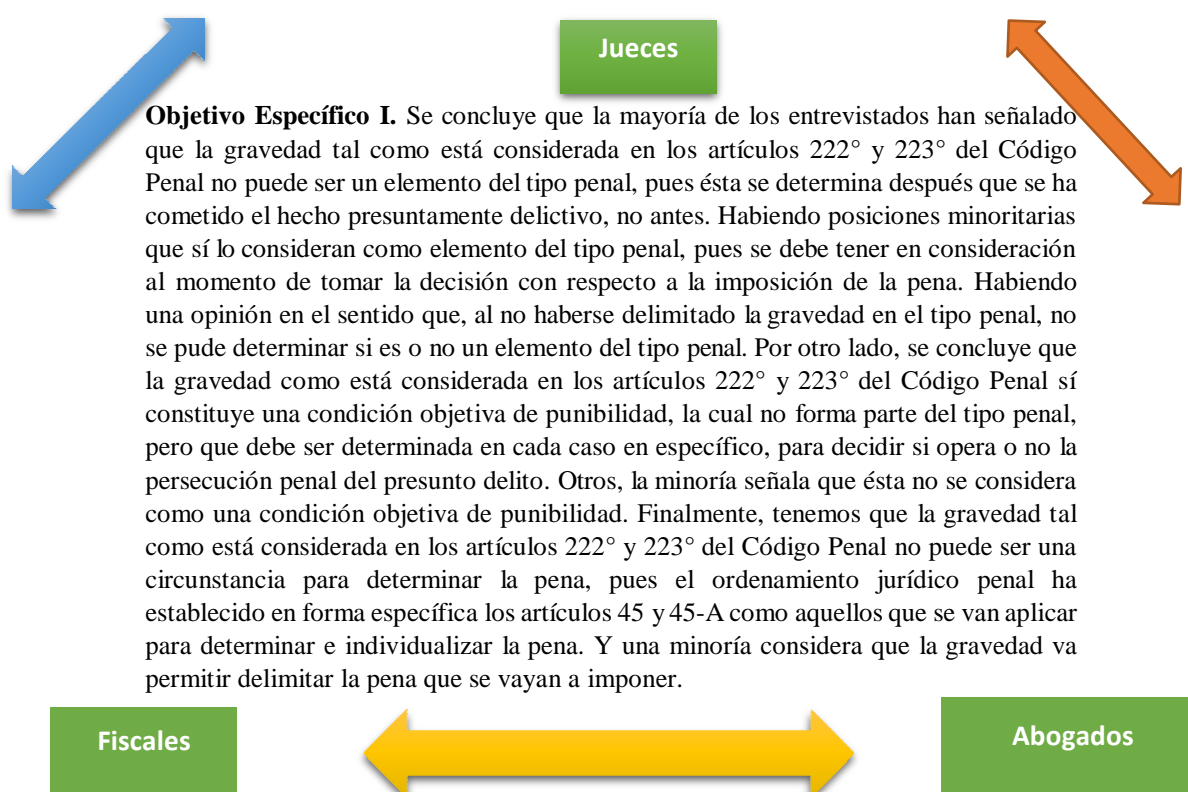 Jueces
Objetivo Específico I. Se concluye que la mayoría de los entrevistados han señalado
que la gravedad tal como está considerada en los artículos 222° y 223° del Código
Penal no puede ser un elemento del tipo penal, pues ésta se determina después que se ha
cometido el hecho presuntamente delictivo, no antes. Habiendo posiciones minoritarias
que sí lo consideran como elemento del tipo penal, pues se debe tener en consideración
al momento de tomar la decisión con respecto a la imposición de la pena. Habiendo
una opinión en el sentido que, al no haberse delimitado la gravedad en el tipo penal, no
se pude determinar si es o no un elemento del tipo penal. Por otro lado, se concluye que
la gravedad como está considerada en los artículos 222° y 223° del Código Penal sí
constituye una condición objetiva de punibilidad, la cual no forma parte del tipo penal,
pero que debe ser determinada en cada caso en específico, para decidir si opera o no la
persecución penal del presunto delito. Otros, la minoría señala que ésta no se considera
como una condición objetiva de punibilidad. Finalmente, tenemos que la gravedad tal
como está considerada en los artículos 222° y 223° del Código Penal no puede ser una
circunstancia para determinar la pena, pues el ordenamiento jurídico penal ha
establecido en forma específica los artículos 45 y 45-A como aquellos que se van aplicar
para determinar e individualizar la pena. Y una minoría considera que la gravedad va
permitir delimitar la pena que se vayan a imponer.
Fiscales
Abogados